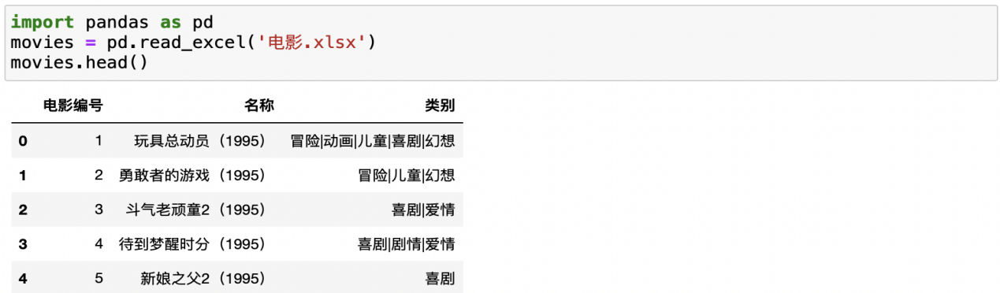 import pandas as pd
movies = pd.read_excel('电影.xlsx')
movies.head()
电影编号 名称 类别
0 1 玩具总动员（1995） 冒险|动画|儿童|喜剧|幻想
1 2 勇敢者的游戏（1995） 冒险|儿童|幻想
2 3 斗气老顽童2（1995） 喜剧|爱情
3 4 待到梦醒时分（1995） 喜剧|剧情|爱情
4 5 新娘之父2（1995） 喜剧